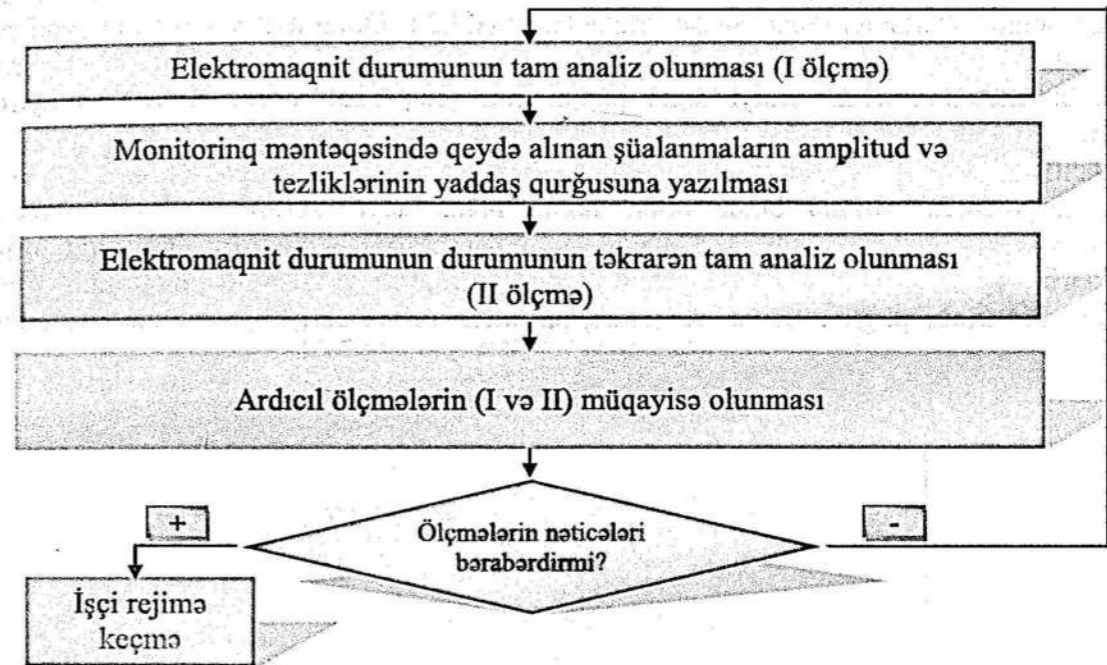 Elektromaqnit durumunun tam analiz olunması (I ölçmə)
Monitorinq məntəqəsində qeydə alınan şüalanmaların amplitud və
tezliklərinin yaddaş qurğusuna yazılması
Elektromaqnit durumunun durumunun təkrarən tam analiz olunması
(II ölçmə)
Ardıcıl ölçmələrin (I və II) müqayisə olunması
+
Ölçmələrin nəticələri
bərabərdirmi?
-
İşçi rejimə
keçmə